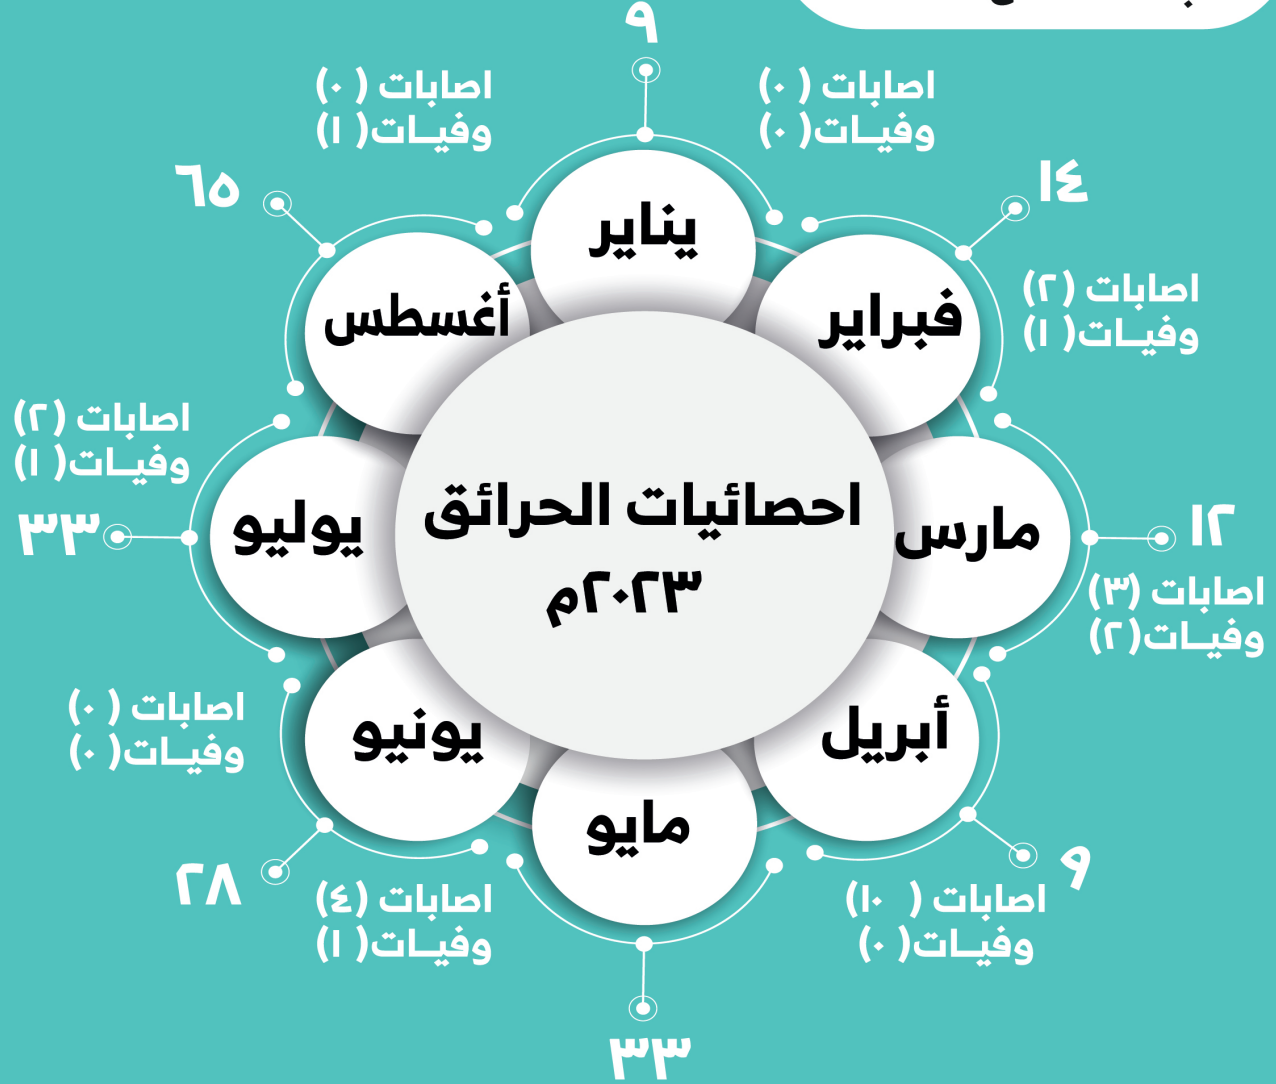 ٩
اصابات ( ٠)
وفيـات( ٠)
يناير
١٤
اصابات (٢)
وفيـات( ١)
فبراير
١٢
اصابات (٣)
وفيـات(٢)
مارس
٩
اصابات ( ١٠)
وفيـات( ٠)
أبريل
٣٣
اصابات (٤)
وفيـات( ١)
مايو
٢٨
اصابات ( ٠)
وفيـات( ٠)
يونيو
٣٣
اصابات (٢)
وفيـات( ١)
يوليو
٦٥
اصابات ( ٠)
وفيـات( ١)
أغسطس
احصائيات الحرائق
٢٠٢٣م